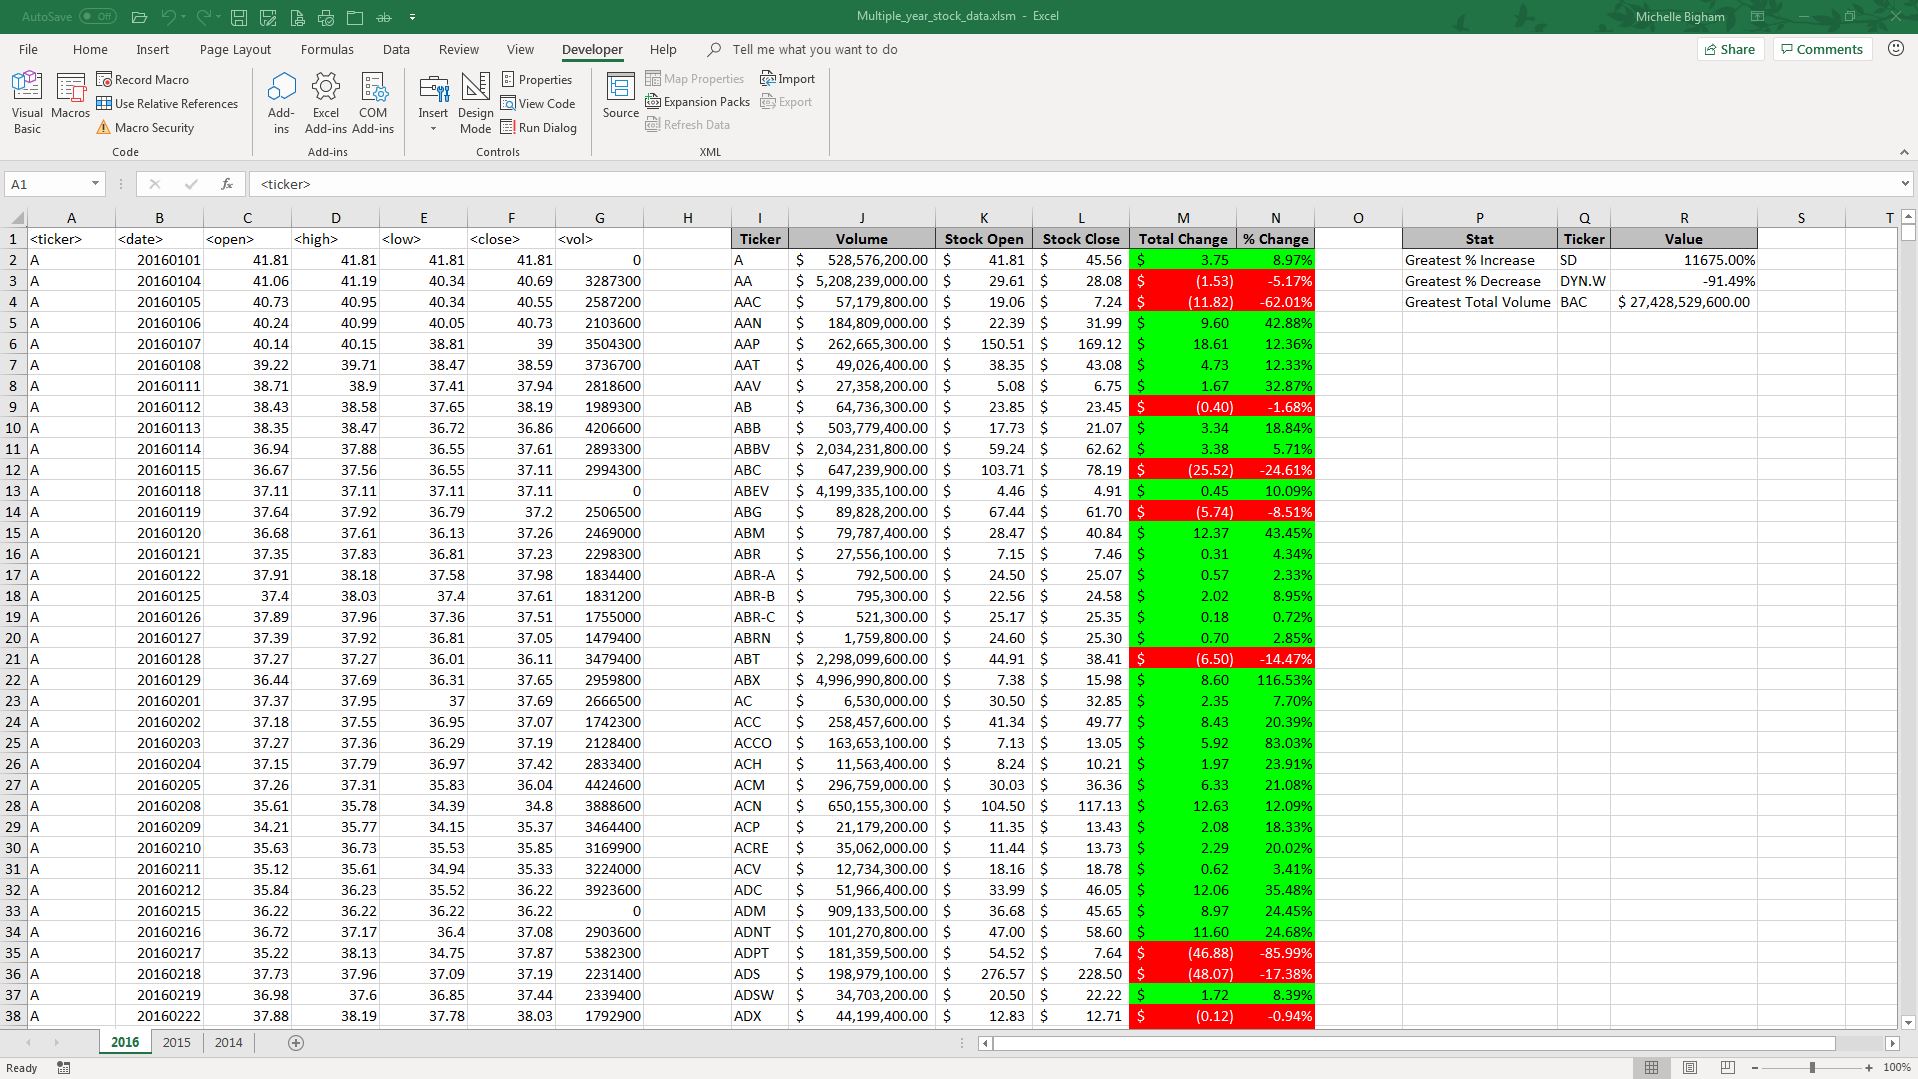 AutoSave Off
Multiple_year_stock_data.xlsm - Excel
Michelle Bigham
File Home Insert Page Layout Formulas Data Review View Developer Help Tell me what you want to do Share Comments
Visual Basic Macros Record Macro Use Relative References Macro Security
Add-ins Excel Add-ins COM Add-ins
Insert Design Mode Properties View Code Run Dialog
Source Map Properties Expansion Packs Refresh Data Import Export
Code Add-ins Controls XML
A1 fx <ticker>
A B C D E F G H I J K L M N O P Q R S T
1 <ticker> <date> <open> <high> <low> <close> <vol> Ticker Volume Stock Open Stock Close Total Change % Change Stat Ticker Value
2 A 20160101 41.81 41.81 41.81 41.81 0 A $ 528,576,200.00 $ 41.81 $ 45.56 $ 3.75 8.97% Greatest % Increase SD 11675.00%
3 A 20160104 41.06 41.19 40.34 40.69 3287300 AA $ 5,208,239,000.00 $ 29.61 $ 28.08 $ (1.53) -5.17% Greatest % Decrease DYN.W -91.49%
4 A 20160105 40.73 40.95 40.34 40.55 2587200 AAC $ 57,179,800.00 $ 19.06 $ 7.24 $ (11.82) -62.01% Greatest Total Volume BAC $ 27,428,529,600.00
5 A 20160106 40.24 40.99 40.05 40.73 2103600 AAN $ 184,809,000.00 $ 22.39 $ 31.99 $ 9.60 42.88%
6 A 20160107 40.14 40.15 38.81 39 3504300 AAP $ 262,665,300.00 $ 150.51 $ 169.12 $ 18.61 12.36%
7 A 20160108 39.22 39.71 38.47 38.59 3736700 AAT $ 49,026,400.00 $ 38.35 $ 43.08 $ 4.73 12.33%
8 A 20160111 38.71 38.9 37.41 37.94 2818600 AAV $ 27,358,200.00 $ 5.08 $ 6.75 $ 1.67 32.87%
9 A 20160112 38.43 38.58 37.65 38.19 1989300 AB $ 64,736,300.00 $ 23.85 $ 23.45 $ (0.40) -1.68%
10 A 20160113 38.35 38.47 36.72 36.86 4206600 ABB $ 503,779,400.00 $ 17.73 $ 21.07 $ 3.34 18.84%
11 A 20160114 36.94 37.88 36.55 37.61 2893300 ABBV $ 2,034,231,800.00 $ 59.24 $ 62.62 $ 3.38 5.71%
12 A 20160115 36.67 37.56 36.55 37.11 2994300 ABC $ 647,239,900.00 $ 103.71 $ 78.19 $ (25.52) -24.61%
13 A 20160118 37.11 37.11 37.11 37.11 0 ABEV $ 4,199,335,100.00 $ 4.46 $ 4.91 $ 0.45 10.09%
14 A 20160119 37.64 37.92 36.79 37.2 2506500 ABG $ 89,828,200.00 $ 67.44 $ 61.70 $ (5.74) -8.51%
15 A 20160120 36.68 37.61 36.13 37.26 2469000 ABM $ 79,787,400.00 $ 28.47 $ 40.84 $ 12.37 43.45%
16 A 20160121 37.35 37.83 36.81 37.23 2298300 ABR $ 27,556,100.00 $ 7.15 $ 7.46 $ 0.31 4.34%
17 A 20160122 37.91 38.18 37.58 37.98 1834400 ABR-A $ 792,500.00 $ 24.50 $ 25.07 $ 0.57 2.33%
18 A 20160125 37.4 38.03 37.4 37.61 1831200 ABR-B $ 795,300.00 $ 22.56 $ 24.58 $ 2.02 8.95%
19 A 20160126 37.89 37.96 37.36 37.51 1755000 ABR-C $ 521,300.00 $ 25.17 $ 25.35 $ 0.18 0.72%
20 A 20160127 37.39 37.92 36.81 37.05 1479400 ABRN $ 1,759,800.00 $ 24.60 $ 25.30 $ 0.70 2.85%
21 A 20160128 37.27 37.27 36.01 36.11 3479400 ABT $ 2,298,099,600.00 $ 44.91 $ 38.41 $ (6.50) -14.47%
22 A 20160129 36.44 37.69 36.31 37.65 2959800 ABX $ 4,996,990,800.00 $ 7.38 $ 15.98 $ 8.60 116.53%
23 A 20160201 37.37 37.95 37 37.69 2666500 AC $ 6,530,000.00 $ 30.50 $ 32.85 $ 2.35 7.70%
24 A 20160202 37.18 37.55 36.95 37.07 1742300 ACC $ 258,457,600.00 $ 41.34 $ 49.77 $ 8.43 20.39%
25 A 20160203 37.27 37.36 36.29 37.19 2128400 ACCO $ 163,653,100.00 $ 7.13 $ 13.05 $ 5.92 83.03%
26 A 20160204 37.15 37.79 36.97 37.42 2833400 ACH $ 11,563,400.00 $ 8.24 $ 10.21 $ 1.97 23.91%
27 A 20160205 37.26 37.31 35.83 36.04 4424600 ACM $ 296,759,000.00 $ 30.03 $ 36.36 $ 6.33 21.08%
28 A 20160208 35.61 35.78 34.39 34.8 3888600 ACN $ 650,155,300.00 $ 104.50 $ 117.13 $ 12.63 12.09%
29 A 20160209 34.21 35.77 34.15 35.37 3464400 ACP $ 21,179,200.00 $ 11.35 $ 13.43 $ 2.08 18.33%
30 A 20160210 35.63 36.73 35.53 35.85 3169900 ACRE $ 35,062,000.00 $ 11.44 $ 13.73 $ 2.29 20.02%
31 A 20160211 35.12 35.61 34.94 35.33 3224000 ACV $ 12,734,300.00 $ 18.16 $ 18.78 $ 0.62 3.41%
32 A 20160212 35.84 36.23 35.52 36.22 3923600 ADC $ 51,966,400.00 $ 33.99 $ 46.05 $ 12.06 35.48%
33 A 20160215 36.22 36.22 36.22 36.22 0 ADM $ 909,133,500.00 $ 36.68 $ 45.65 $ 8.97 24.45%
34 A 20160216 36.72 37.17 36.4 37.08 2903600 ADNT $ 101,270,800.00 $ 47.00 $ 58.60 $ 11.60 24.68%
35 A 20160217 35.22 38.13 34.75 37.87 5382300 ADPT $ 181,359,500.00 $ 54.52 $ 7.64 $ (46.88) -85.99%
36 A 20160218 37.73 37.96 37.09 37.19 2231400 ADS $ 198,979,100.00 $ 276.57 $ 228.50 $ (48.07) -17.38%
37 A 20160219 36.98 37.6 36.85 37.44 2339400 ADSW $ 34,703,200.00 $ 20.50 $ 22.22 $ 1.72 8.39%
38 A 20160222 37.88 38.19 37.78 38.03 1792900 ADX $ 44,199,400.00 $ 12.83 $ 12.71 $ (0.12) -0.94%
2016 2015 2014
Ready 100%